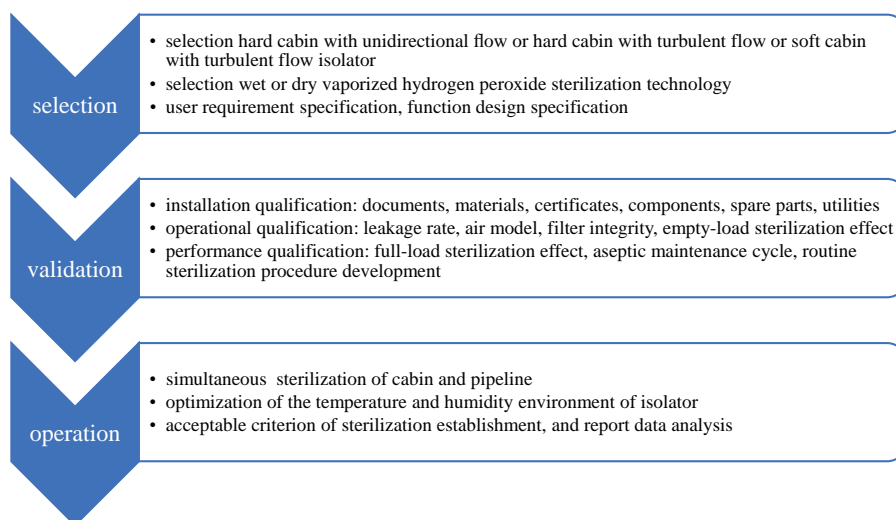 selection
• selection hard cabin with unidirectional flow or hard cabin with turbulent flow or soft cabin
with turbulent flow isolator
• selection wet or dry vaporized hydrogen peroxide sterilization technology
• user requirement specification, function design specification
validation
• installation qualification: documents, materials, certificates, components, spare parts, utilities
• operational qualification: leakage rate, air model, filter integrity, empty-load sterilization effect
• performance qualification: full-load sterilization effect, aseptic maintenance cycle, routine
sterilization procedure development
operation
• simultaneous sterilization of cabin and pipeline
• optimization of the temperature and humidity environment of isolator
• acceptable criterion of sterilization establishment, and report data analysis